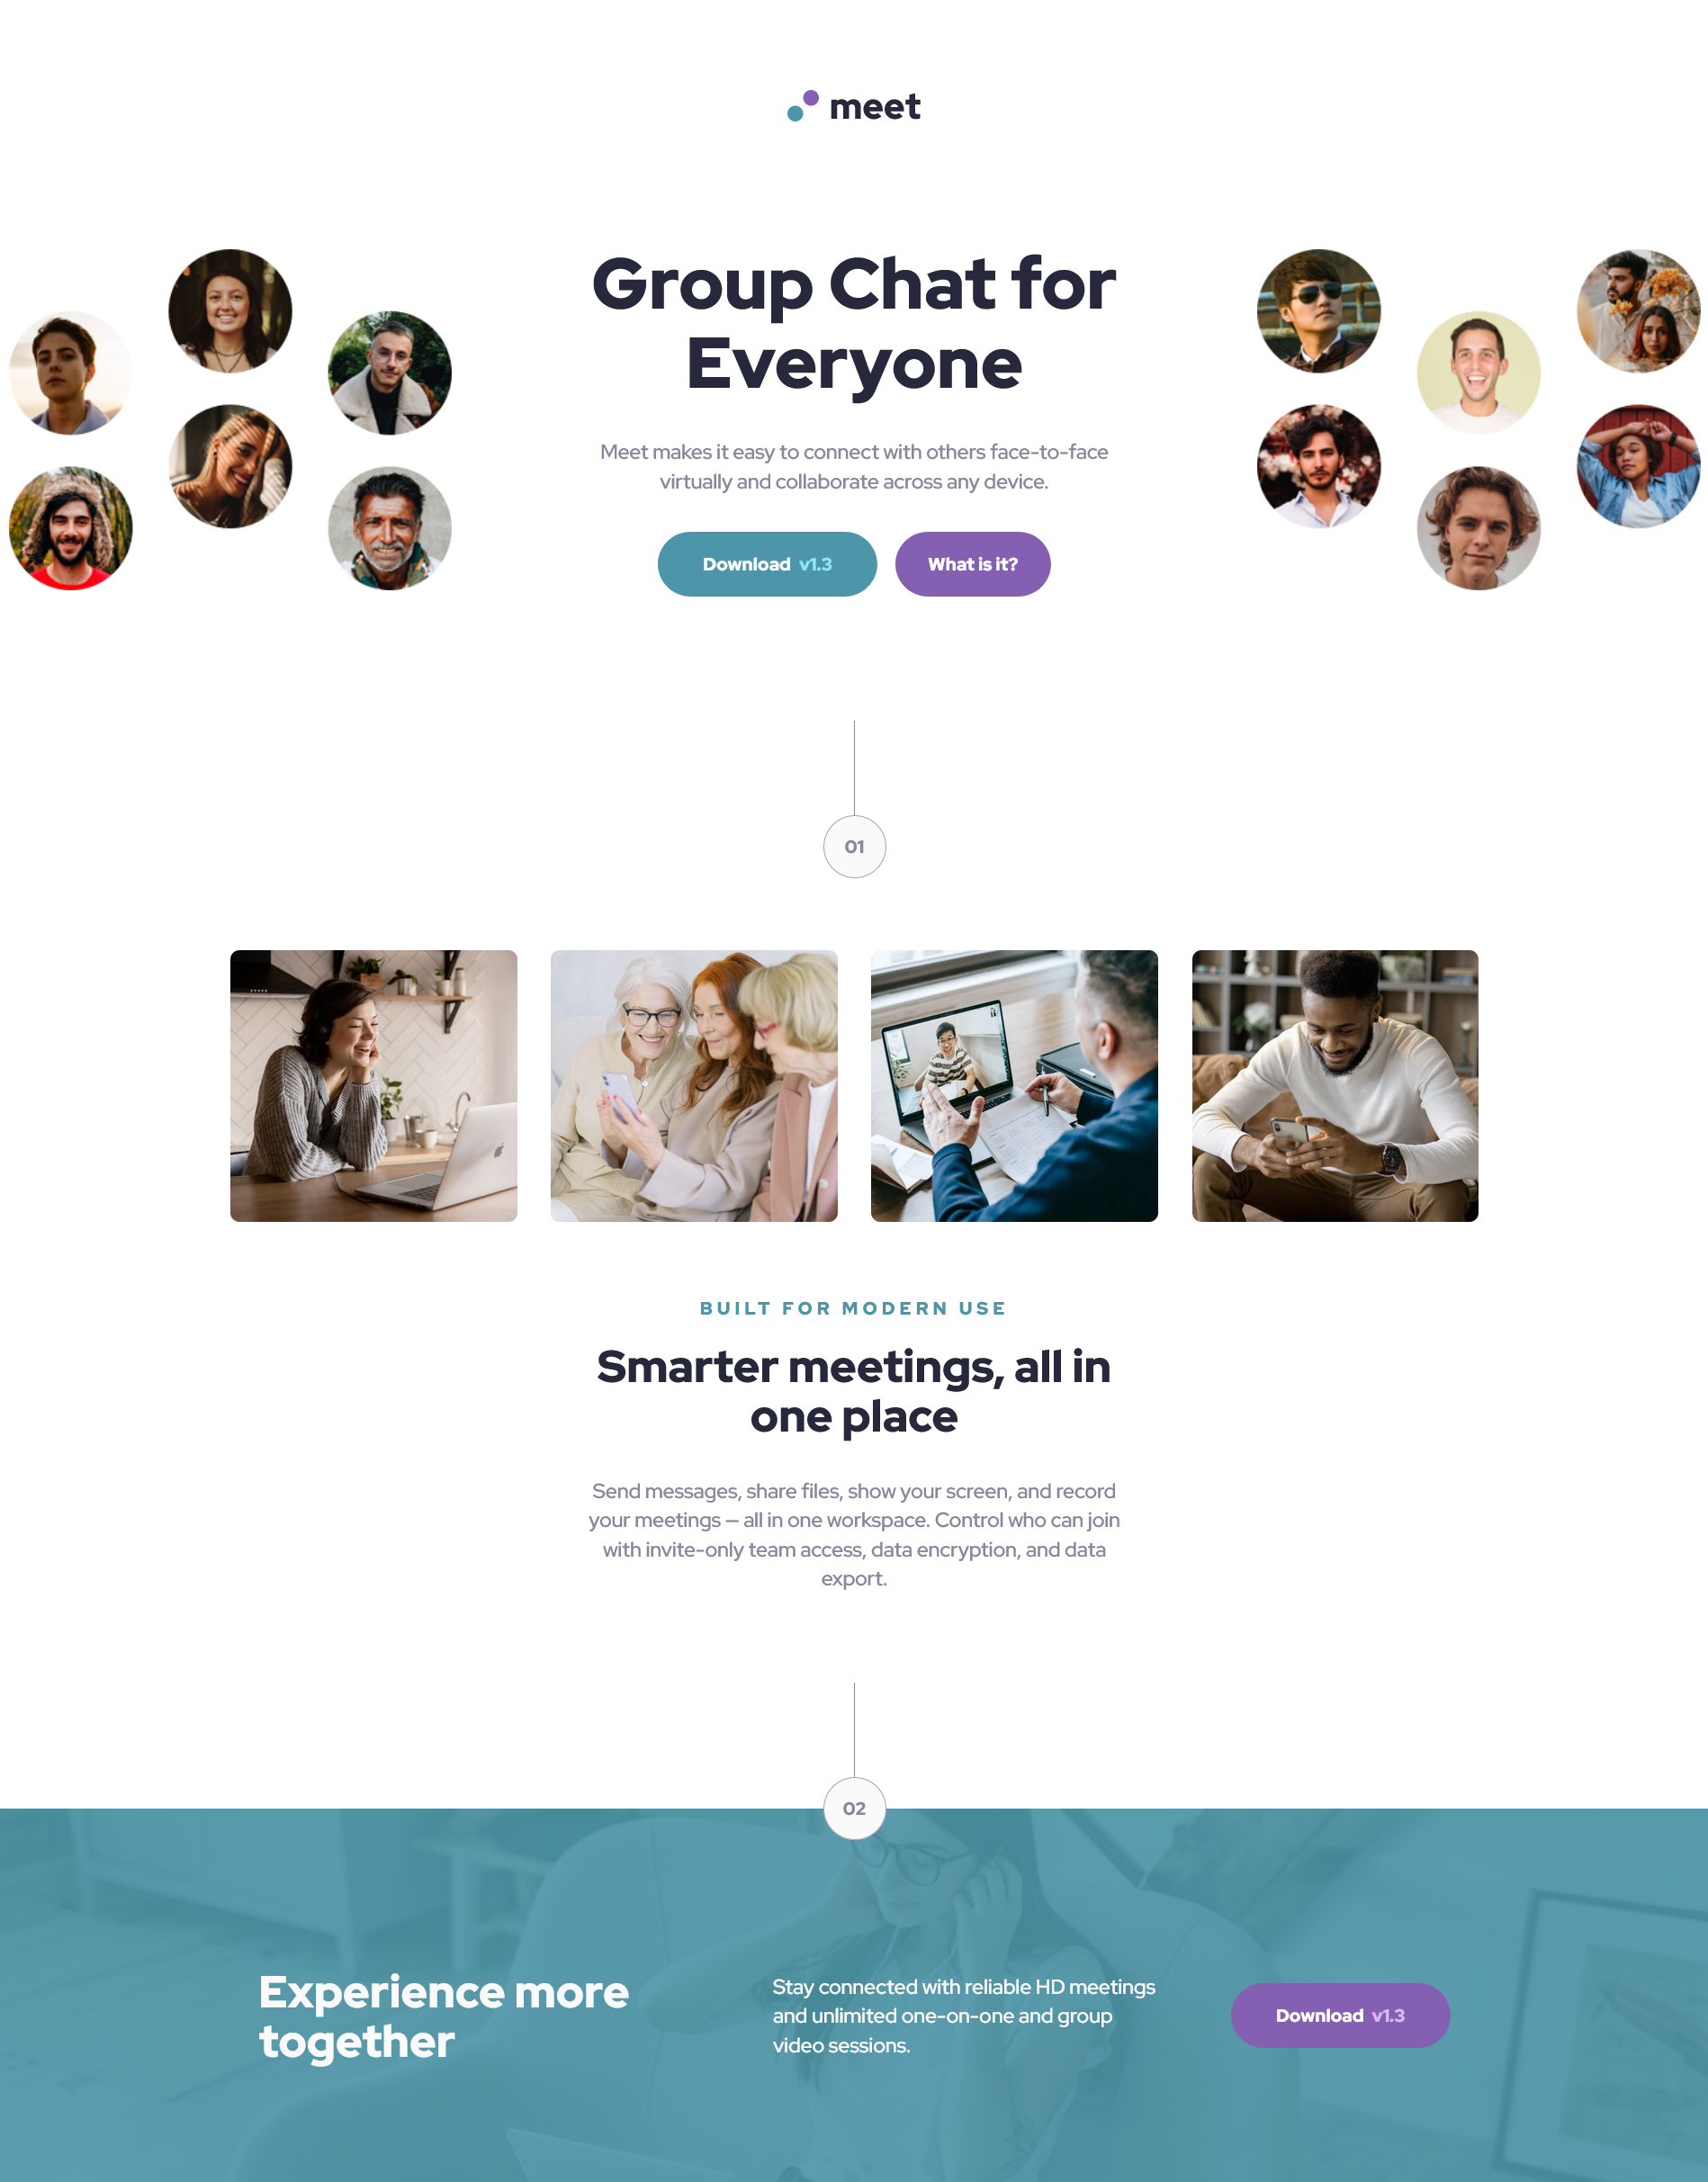 meet
Group Chat for
Everyone
Meet makes it easy to connect with others face-to-face
virtually and collaborate across any device.
Download v1.3
What is it?
01
BUILT FOR MODERN USE
Smarter meetings, all in
one place
Send messages, share files, show your screen, and record
your meetings — all in one workspace. Control who can join
with invite-only team access, data encryption, and data
export.
02
Experience more
together
Stay connected with reliable HD meetings
and unlimited one-on-one and group
video sessions.
Download v1.3